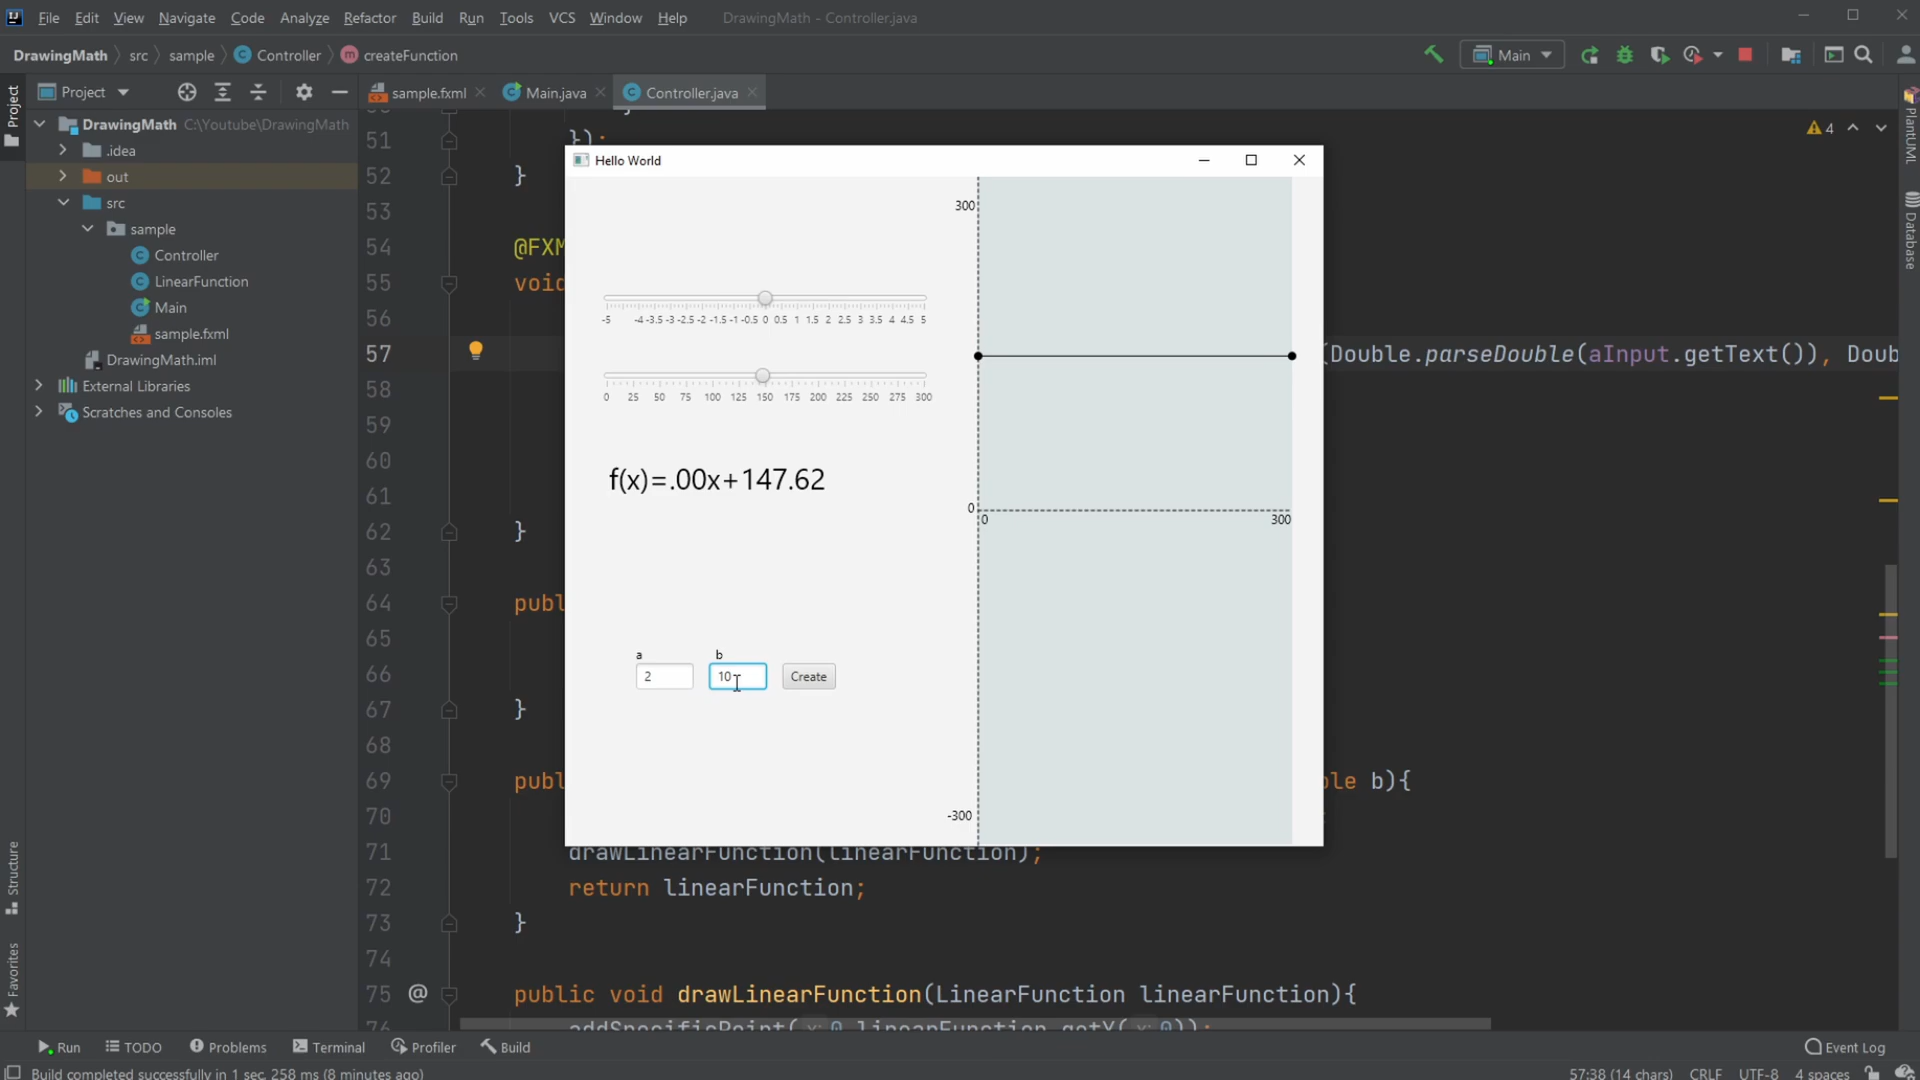 File Edit View Navigate Code Analyze Refactor Build Run Tools VCS Window Help DrawingMath - Controller.java
DrawingMath src sample Controller createFunction Main
Project
sample.fxml Main.java Controller.java
Project
DrawingMath C:\Youtube\DrawingMath
.idea
out
src
sample
Controller
LinearFunction
Main
sample.fxml
DrawingMath.iml
External Libraries
Scratches and Consoles
Structure
Favorites
4
PlantUML
Database
51 });
52 }
53
54 @FXM
55 void
56
57 (Double.parseDouble(aInput.getText()), Doub
58
59
60
61
62 }
63
64 publ
65
66
67 }
68
69 publ ble b){
70
71 drawLinearFunction(linearFunction);
72 return linearFunction;
73 }
74
75 @ public void drawLinearFunction(LinearFunction linearFunction){
76 addSpecificPoint( x: 0,linearFunction.getY( x: 0));
Hello World
-5 -4 -3.5 -3 -2.5 -2 -1.5 -1 -0.5 0 0.5 1 1.5 2 2.5 3 3.5 4 4.5 5
0 25 50 75 100 125 150 175 200 225 250 275 300
f(x)=.00x+147.62
a b
2 10 Create
300
0
0 300
-300
Run TODO Problems Terminal Profiler Build Event Log
Build completed successfully in 1 sec, 258 ms (8 minutes ago) 57:38 (14 chars) CRLF UTF-8 4 spaces